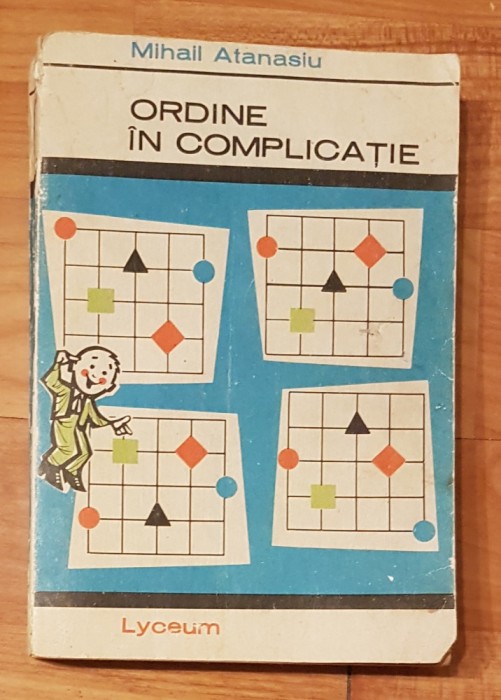 Mihail Atanasiu
ORDINE
ÎN COMPLICAȚIE
Lyceum